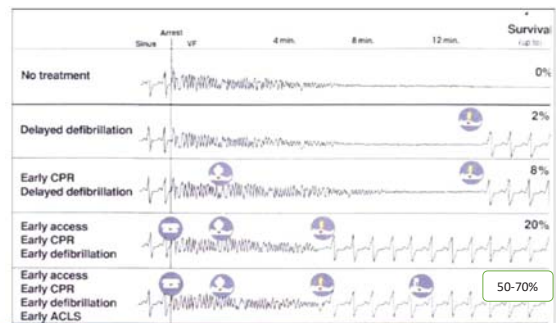 Arrest
Sinus VF 4 min. 8 min. 12 min. Survival
(up to)
No treatment 0%
Delayed defibrillation 2%
Early CPR
Delayed defibrillation 8%
Early access
Early CPR
Early defibrillation 20%
Early access
Early CPR
Early defibrillation
Early ACLS 50-70%